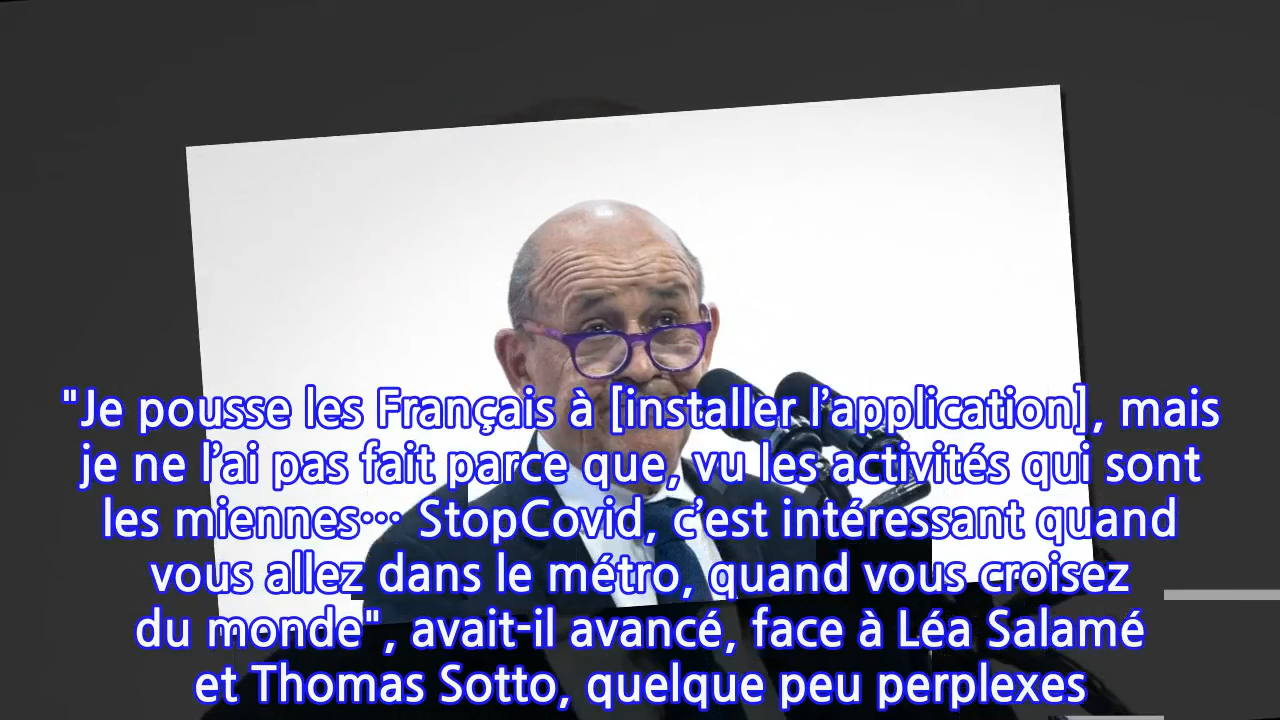 "Je pousse les Français à [installer l'application], mais
je ne l'ai pas fait parce que, vu les activités qui sont
les miennes… StopCovid, c'est intéressant quand
vous allez dans le métro, quand vous croisez
du monde", avait-il avancé, face à Léa Salamé
et Thomas Sotto, quelque peu perplexes